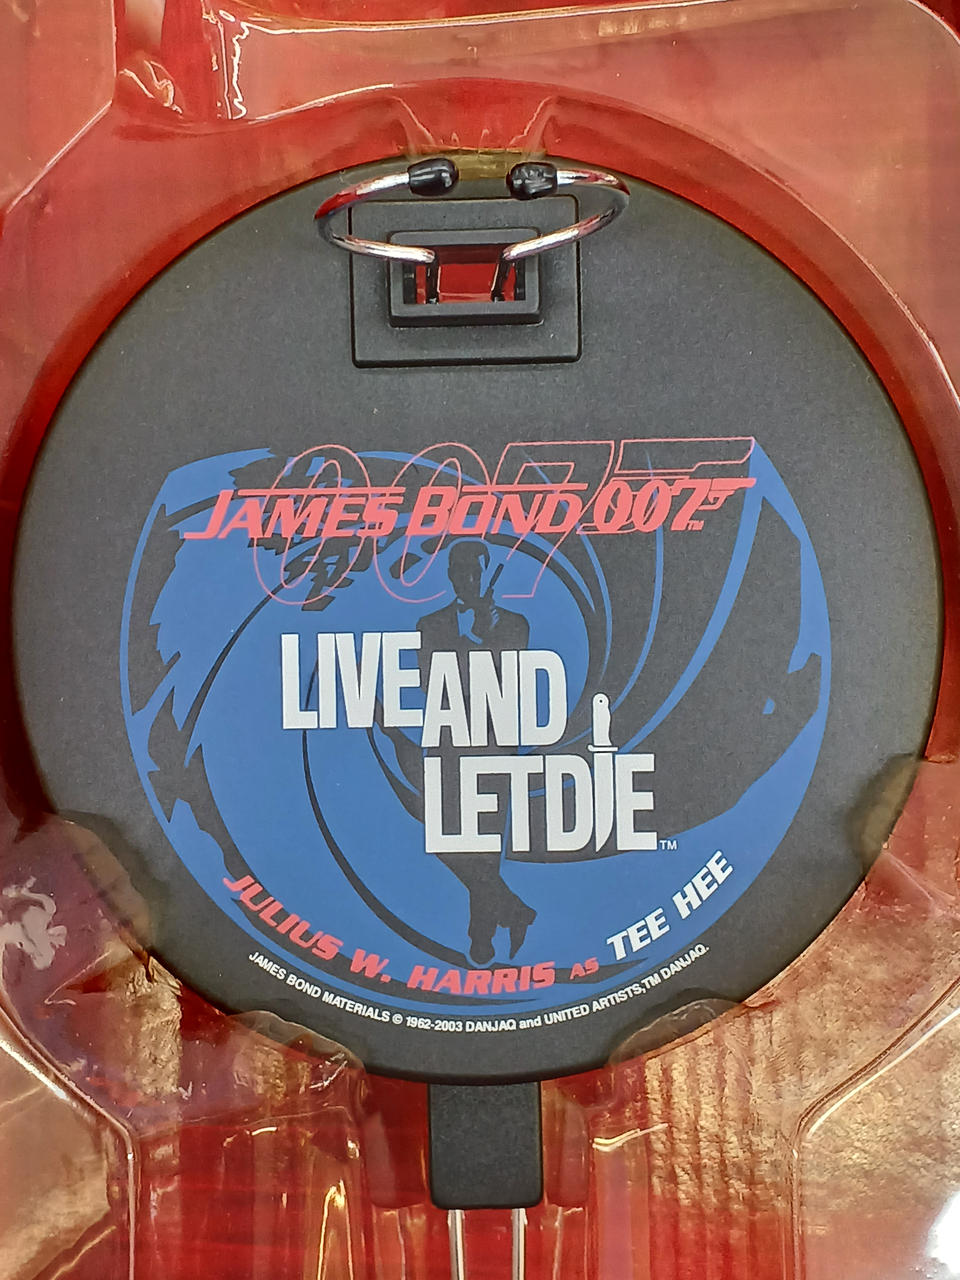 007
JAMES BOND 007™
LIVE AND
LET DIE™
JULIUS W. HARRIS AS TEE HEE
JAMES BOND MATERIALS © 1962-2003 DANJAQ and UNITED ARTISTS,TM DANJAQ.